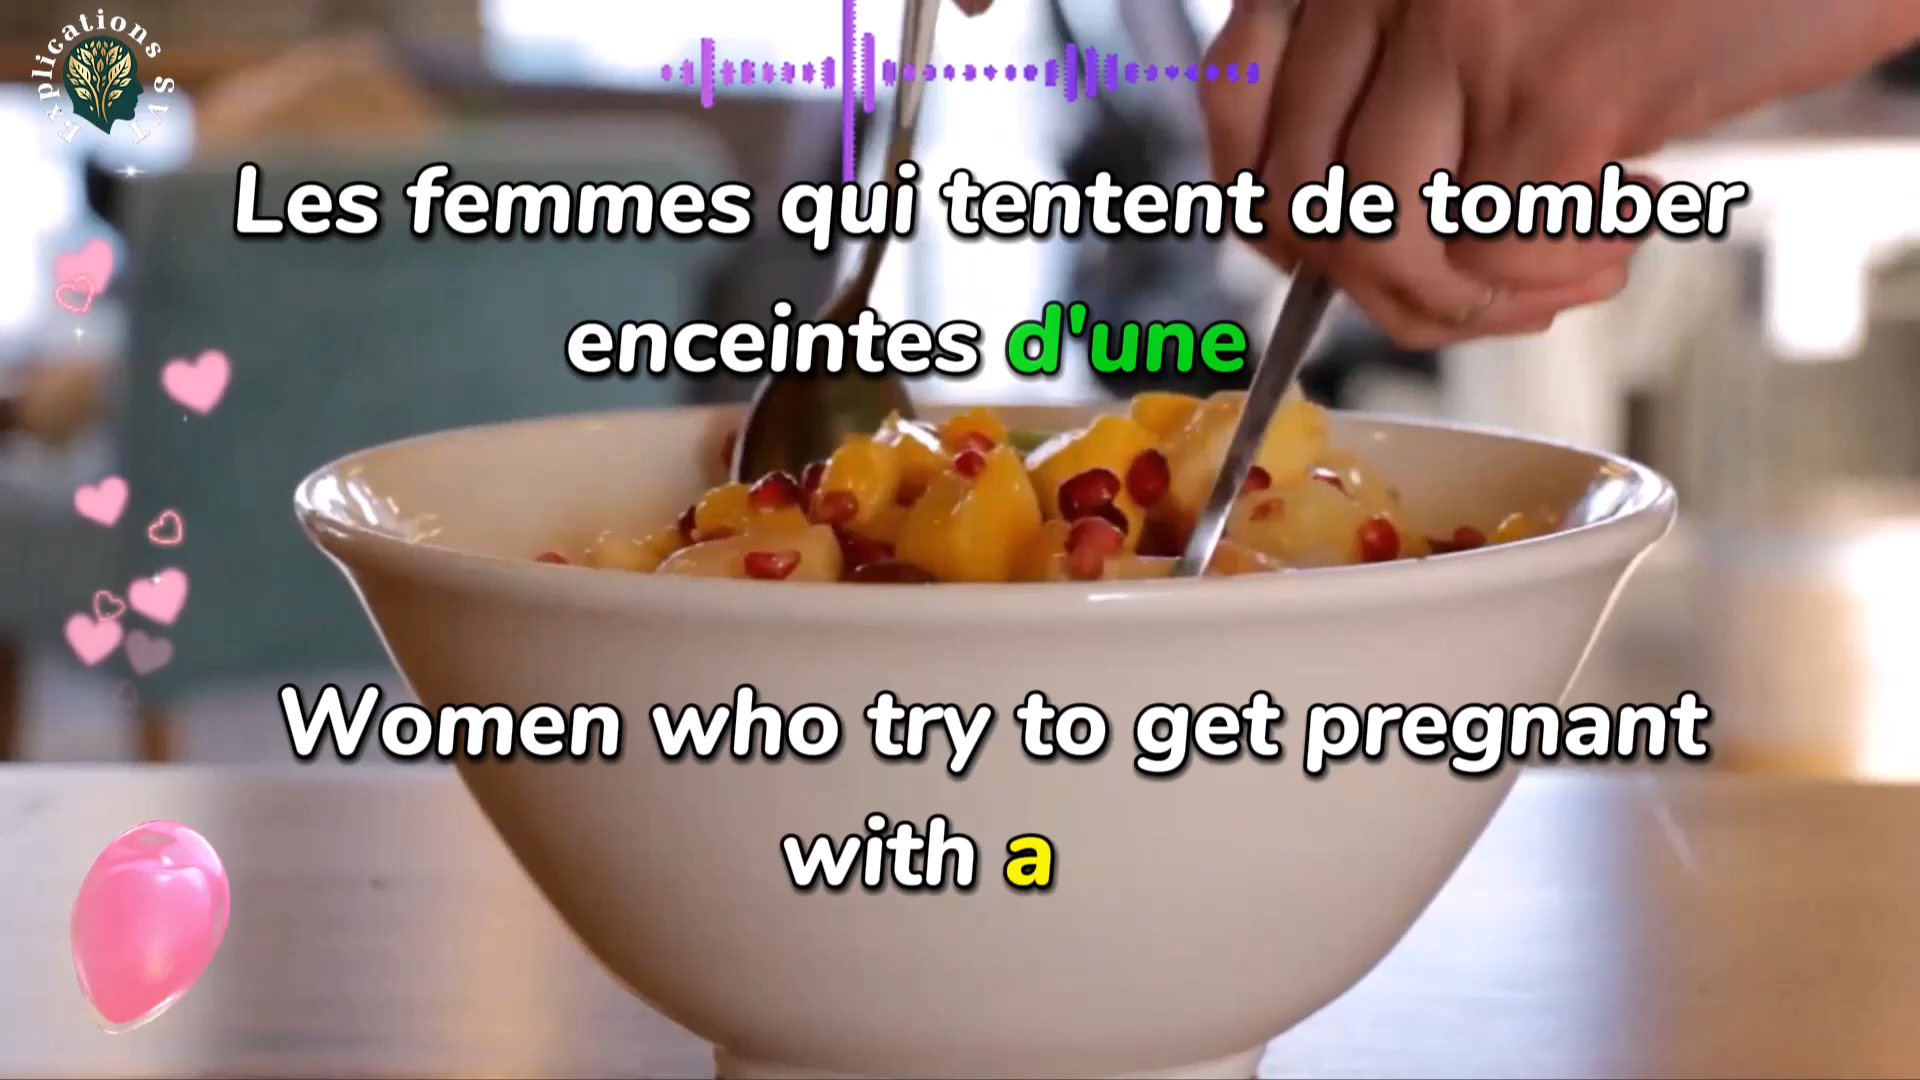 Explications SVT
Les femmes qui tentent de tomber
enceintes d'une
Women who try to get pregnant
with a